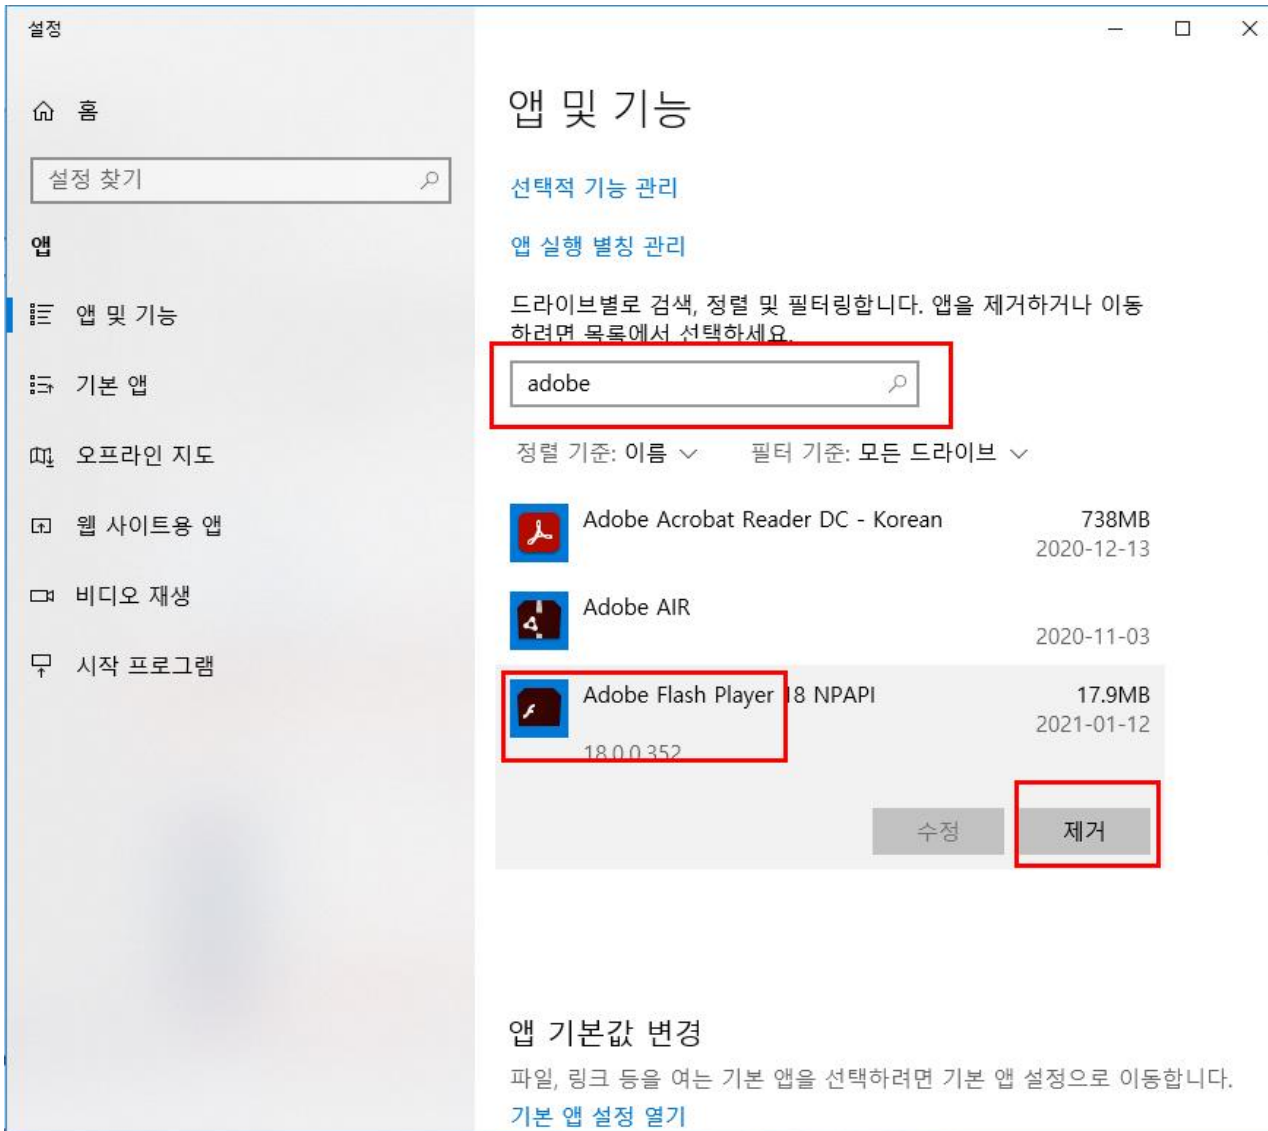 설정
홈
설정 찾기
앱
앱 및 기능
기본 앱
오프라인 지도
웹 사이트용 앱
비디오 재생
시작 프로그램
앱 및 기능
선택적 기능 관리
앱 실행 별칭 관리
드라이브별로 검색, 정렬 및 필터링합니다. 앱을 제거하거나 이동
하려면 목록에서 선택하세요.
adobe
정렬 기준: 이름 필터 기준: 모든 드라이브
Adobe Acrobat Reader DC - Korean 738MB
2020-12-13
Adobe AIR
2020-11-03
Adobe Flash Player 18 NPAPI 17.9MB
2021-01-12
18.0.0.352
수정 제거
앱 기본값 변경
파일, 링크 등을 여는 기본 앱을 선택하려면 기본 앱 설정으로 이동합니다.
기본 앱 설정 열기